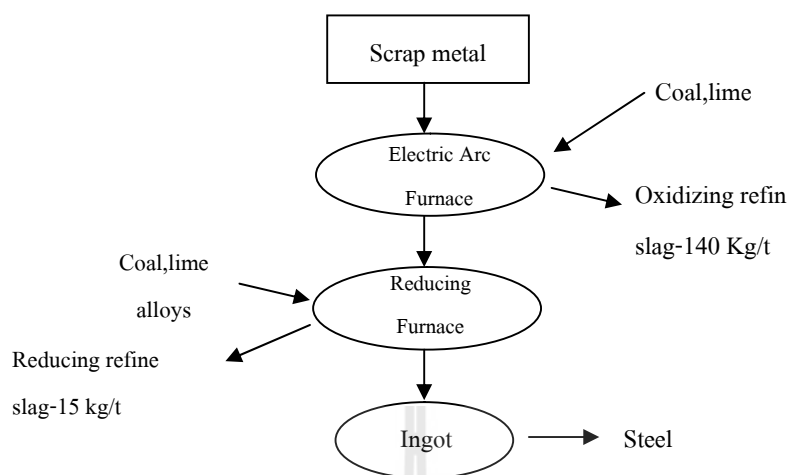 Scrap metal
Coal,lime
Electric Arc
Furnace
Oxidizing refin
slag-140 Kg/t
Coal,lime
alloys
Reducing
Furnace
Reducing refine
slag-15 kg/t
Ingot
Steel